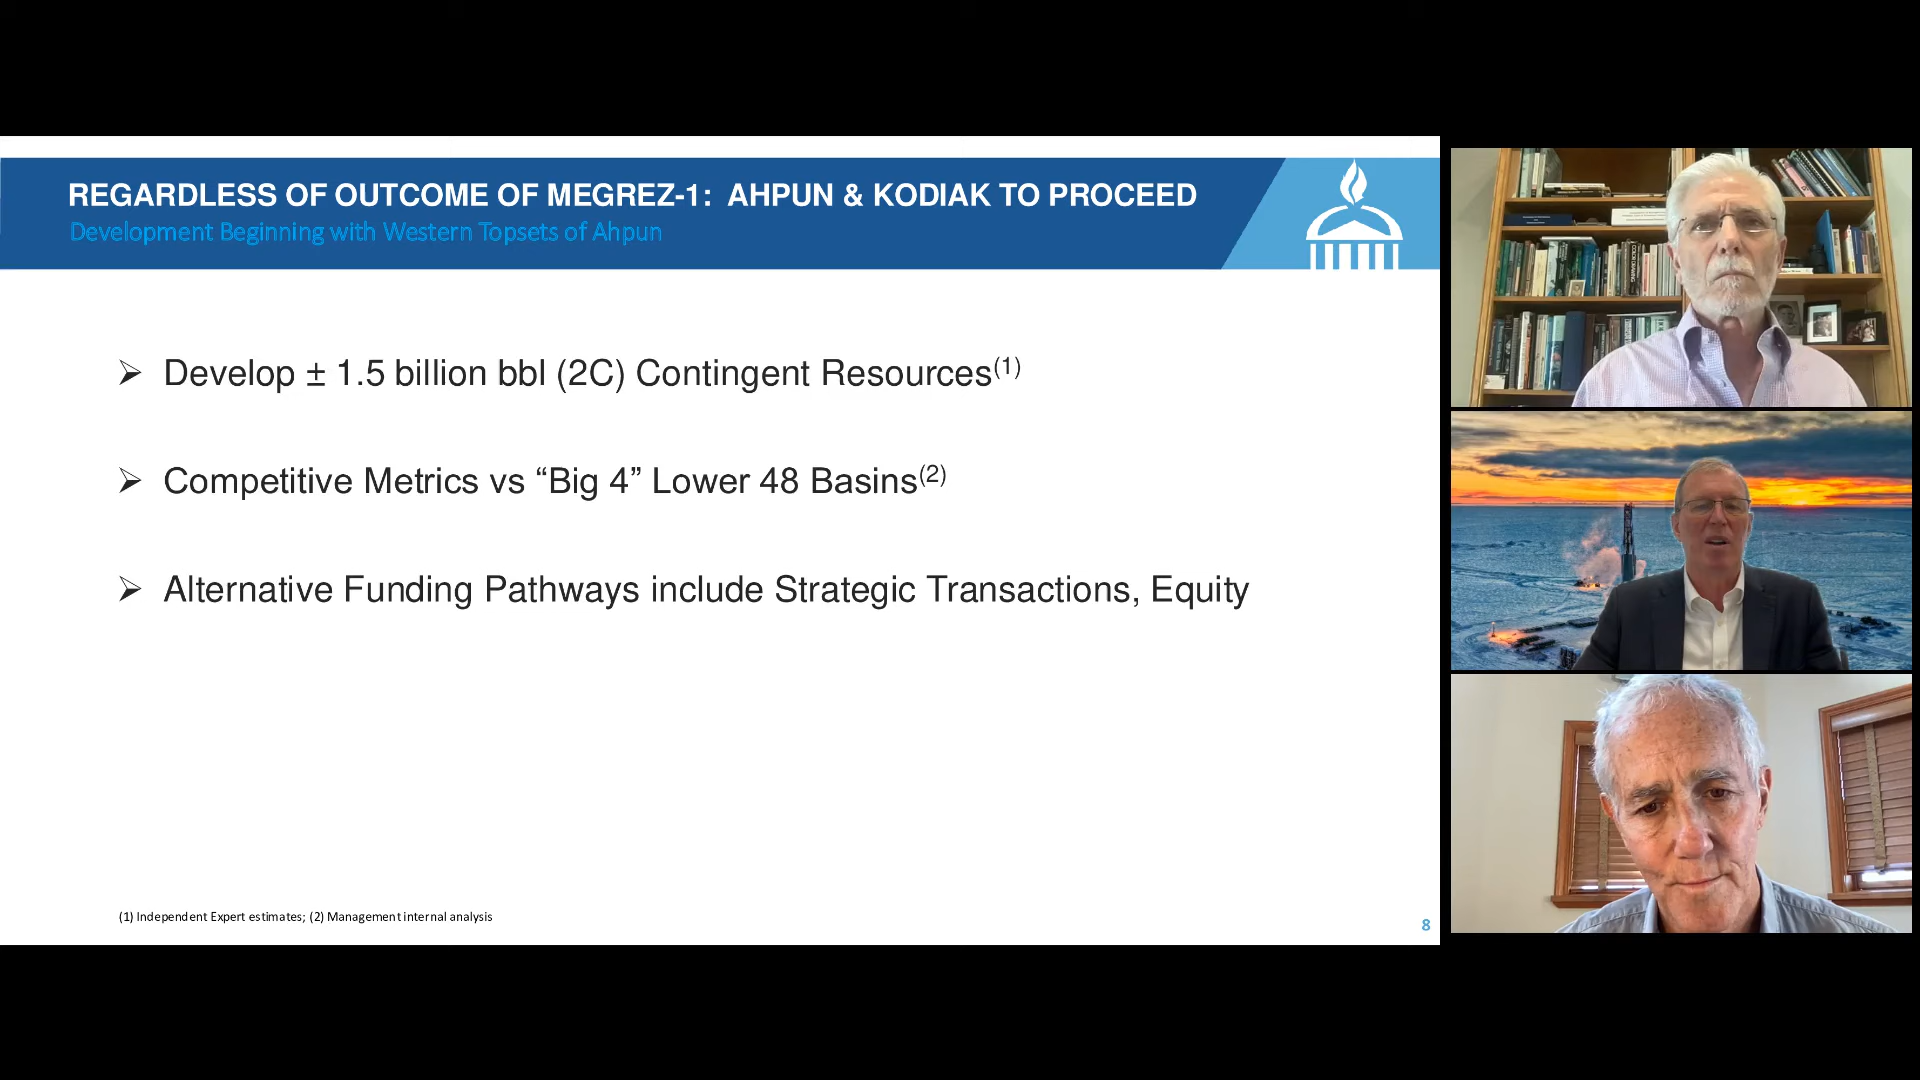 REGARDLESS OF OUTCOME OF MEGREZ-1: AHPUN & KODIAK TO PROCEED
Development Beginning with Western Topsets of Ahpun
➢ Develop ± 1.5 billion bbl (2C) Contingent Resources(1)
➢ Competitive Metrics vs “Big 4” Lower 48 Basins(2)
➢ Alternative Funding Pathways include Strategic Transactions, Equity
(1) Independent Expert estimates; (2) Management internal analysis
8